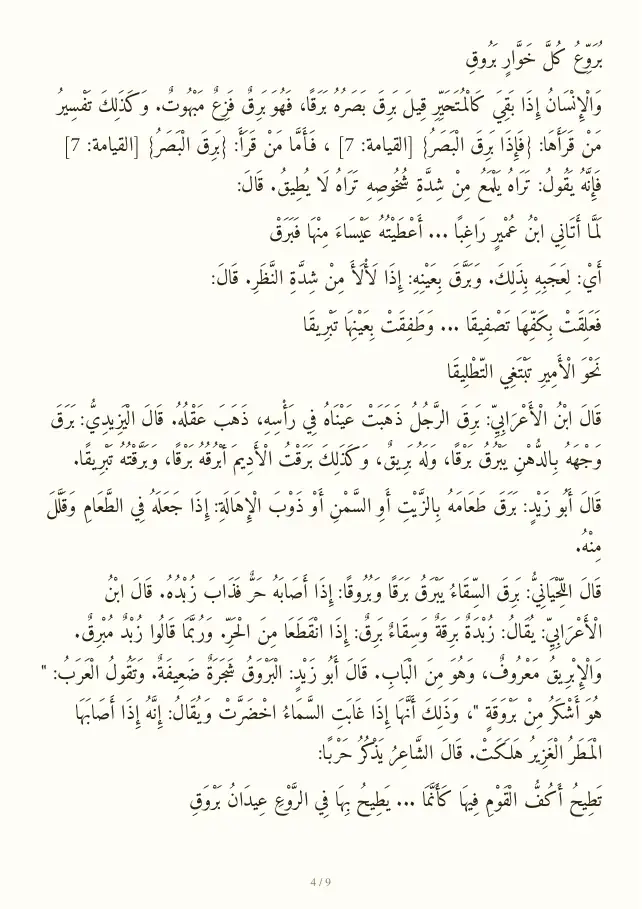 يُرَوِّعُ كُلَّ خَوَّارٍ بَرُوقِ
وَالْإِنْسَانُ إِذَا بَقِيَ كَالْمُتَحَيِّرِ قِيلَ بَرِقَ بَصَرُهُ بَرَقًا، فَهُوَ بَرِقٌ فَزِعٌ مَبْهُوتٌ. وَكَذَلِكَ تَفْسِيرُ
مَنْ قَرَأَهَا: {فَإِذَا بَرِقَ الْبَصَرُ} [القيامة: 7] ، فَأَمَّا مَنْ قَرَأَ: {بَرِقَ الْبَصَرُ} [القيامة: 7]
فَإِنَّهُ يَقُولُ: تَرَاهُ يَلْمَعُ مِنْ شِدَّةِ شُخُوصِهِ تَرَاهُ لَا يُطِيقُ. قَالَ:
لَمَّا أَتَانِي ابْنُ عُمَيْرٍ رَاغِبًا ... أَعْطَيْتُهُ عَيْسَاءَ مِنْهَا فَبَرَقْ
أَيْ: لِعَجَبِهِ بِذَلِكَ. وَبَرَّقَ بِعَيْنِهِ: إِذَا لَأْلَأَ مِنْ شِدَّةِ النَّظَرِ. قَالَ:
فَعَلِقَتْ بِكَفِّهَا تَصْفِيقَا ... وَطَفِقَتْ بِعَيْنِهَا تَبْرِيقَا
نَحْوَ الْأَمِيرِ تَبْتَغِي التَّطْلِيقَا
قَالَ ابْنُ الْأَعْرَابِيِّ: بَرِقَ الرَّجُلُ ذَهَبَتْ عَيْنَاهُ فِي رَأْسِهِ، ذَهَبَ عَقْلُهُ. قَالَ الْيَزِيدِيُّ: بَرَقَ
وَجْهَهُ بِالدُّهْنِ يَبْرُقُ بَرْقًا، وَلَهُ بَرِيقٌ، وَكَذَلِكَ بَرَقْتُ الْأَدِيمَ أَبْرُقُهُ بَرْقًا، وَبَرَّقْتُهُ تَبْرِيقًا.
قَالَ أَبُو زَيْدٍ: بَرَقَ طَعَامَهُ بِالزَّيْتِ أَوِ السَّمْنِ أَوْ ذَوْبَ الْإِهَالَةِ: إِذَا جَعَلَهُ فِي الطَّعَامِ وَقَلَّلَ
مِنْهُ.
قَالَ اللِّحْيَانِيُّ: بَرِقَ السِّقَاءُ يَبْرَقُ بَرَقًا وَبُرُوقًا: إِذَا أَصَابَهُ حَرٌّ فَذَابَ زُبْدُهُ. قَالَ ابْنُ
الْأَعْرَابِيِّ: يُقَالُ: زُبْدَةٌ بَرِقَةٌ وَسِقَاءٌ بَرِقٌ: إِذَا انْقَطَعَا مِنَ الْحَرِّ. وَرُبَّمَا قَالُوا زُبْدٌ مُبْرِقٌ.
وَالْإِبْرِيقُ مَعْرُوفٌ، وَهُوَ مِنَ الْبَابِ. قَالَ أَبُو زَيْدٍ: الْبَرْوَقُ شَجَرَةٌ ضَعِيفَةٌ. وَتَقُولُ الْعَرَبُ: "
هُوَ أَشْكَرُ مِنْ بَرْوَقَةٍ "، وَذَلِكَ أَنَّهَا إِذَا غَابَتِ السَّمَاءُ اخْضَرَّتْ وَيُقَالُ: إِنَّهُ إِذَا أَصَابَهَا
الْمَطَرُ الْغَزِيرُ هَلَكَتْ. قَالَ الشَّاعِرُ يَذْكُرُ حَرْبًا:
تَطِيحُ أَكُفُّ الْقَوْمِ فِيهَا كَأَنَّمَا ... يَطِيحُ بِهَا فِي الرَّوْعِ عِيدَانُ بَرْوَقِ
4 / 9